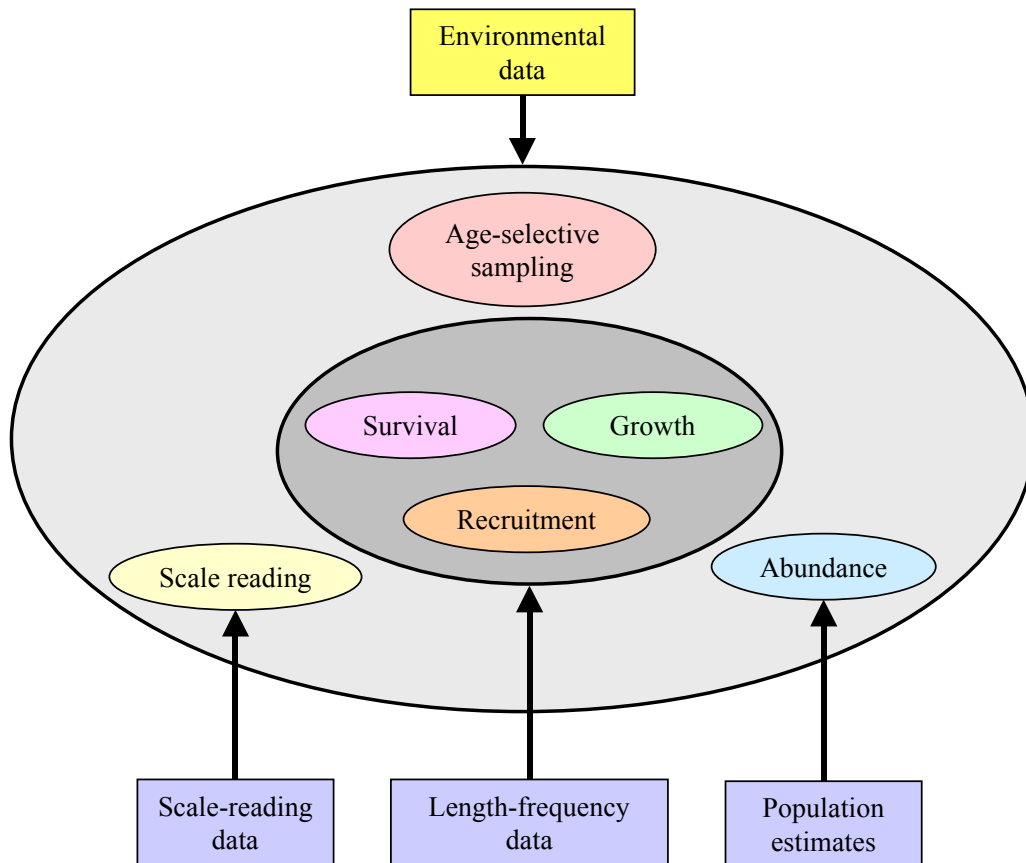 Environmental
data
Age-selective
sampling
Survival
Growth
Recruitment
Scale reading
Abundance
Scale-reading
data
Length-frequency
data
Population
estimates